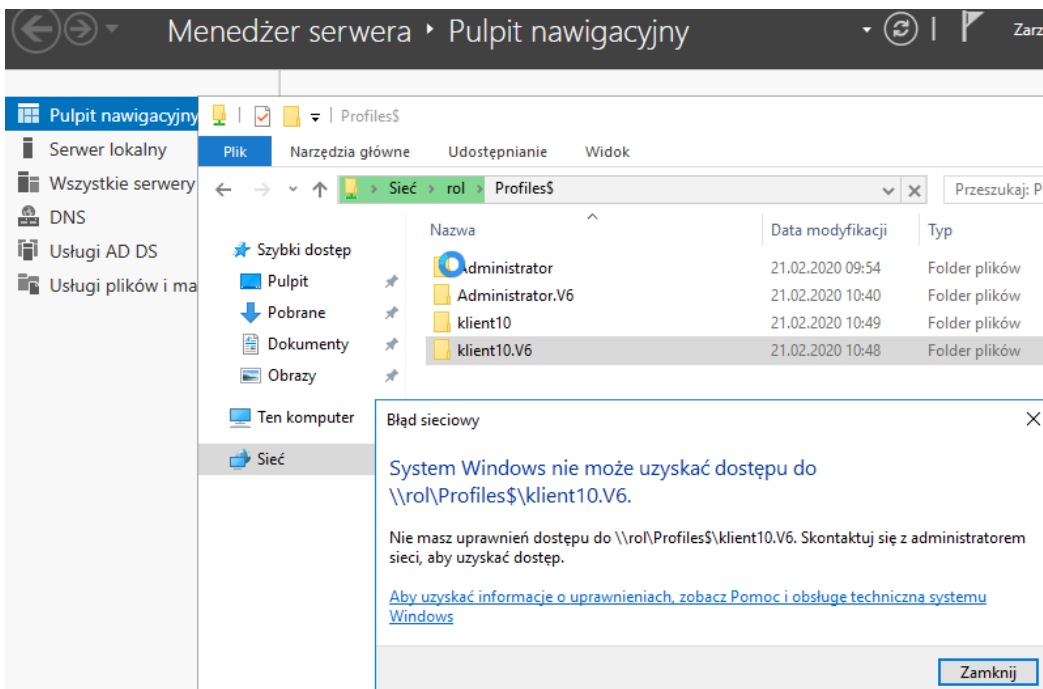 Menedżer serwera ‣ Pulpit nawigacyjny
Zarz
Pulpit nawigacyjny
Serwer lokalny
Wszystkie serwery
DNS
Usługi AD DS
Usługi plików i ma
Profiles$
Plik Narzędzia główne Udostępnianie Widok
Sieć > rol > Profiles$
Przeszukaj: P
Szybki dostęp
Pulpit
Pobrane
Dokumenty
Obrazy
Ten komputer
Sieć
Nazwa Data modyfikacji Typ
Administrator 21.02.2020 09:54 Folder plików
Administrator.V6 21.02.2020 10:40 Folder plików
klient10 21.02.2020 10:49 Folder plików
klient10.V6 21.02.2020 10:48 Folder plików
Błąd sieciowy
System Windows nie może uzyskać dostępu do
\\rol\Profiles$\klient10.V6.
Nie masz uprawnień dostępu do \\rol\Profiles$\klient10.V6. Skontaktuj się z administratorem
sieci, aby uzyskać dostęp.
Aby uzyskać informacje o uprawnieniach, zobacz Pomoc i obsługę techniczną systemu
Windows
Zamknij